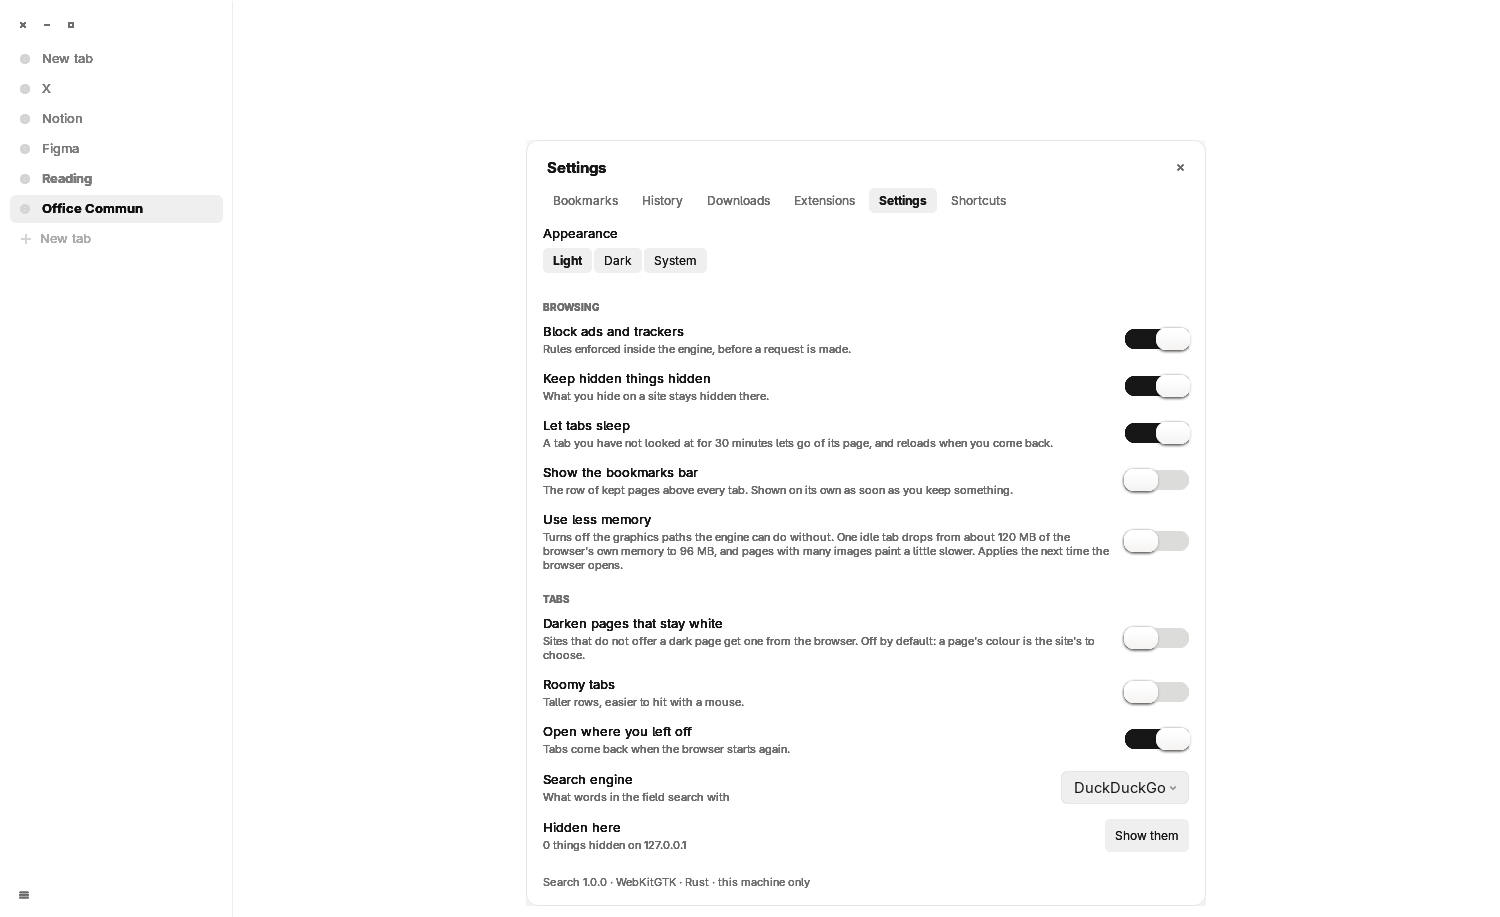 New tab
X
Notion
Figma
Reading
Office Commun
+ New tab
Settings
Bookmarks History Downloads Extensions Settings Shortcuts
Appearance
Light Dark System
BROWSING
Block ads and trackers
Rules enforced inside the engine, before a request is made.
Keep hidden things hidden
What you hide on a site stays hidden there.
Let tabs sleep
A tab you have not looked at for 30 minutes lets go of its page, and reloads when you come back.
Show the bookmarks bar
The row of kept pages above every tab. Shown on its own as soon as you keep something.
Use less memory
Turns off the graphics paths the engine can do without. One idle tab drops from about 120 MB of the
browser's own memory to 96 MB, and pages with many images paint a little slower. Applies the next time the
browser opens.
TABS
Darken pages that stay white
Sites that do not offer a dark page get one from the browser. Off by default: a page's colour is the site's to
choose.
Roomy tabs
Taller rows, easier to hit with a mouse.
Open where you left off
Tabs come back when the browser starts again.
Search engine
What words in the field search with
DuckDuckGo
Hidden here
0 things hidden on 127.0.0.1
Show them
Search 1.0.0 · WebKitGTK · Rust · this machine only